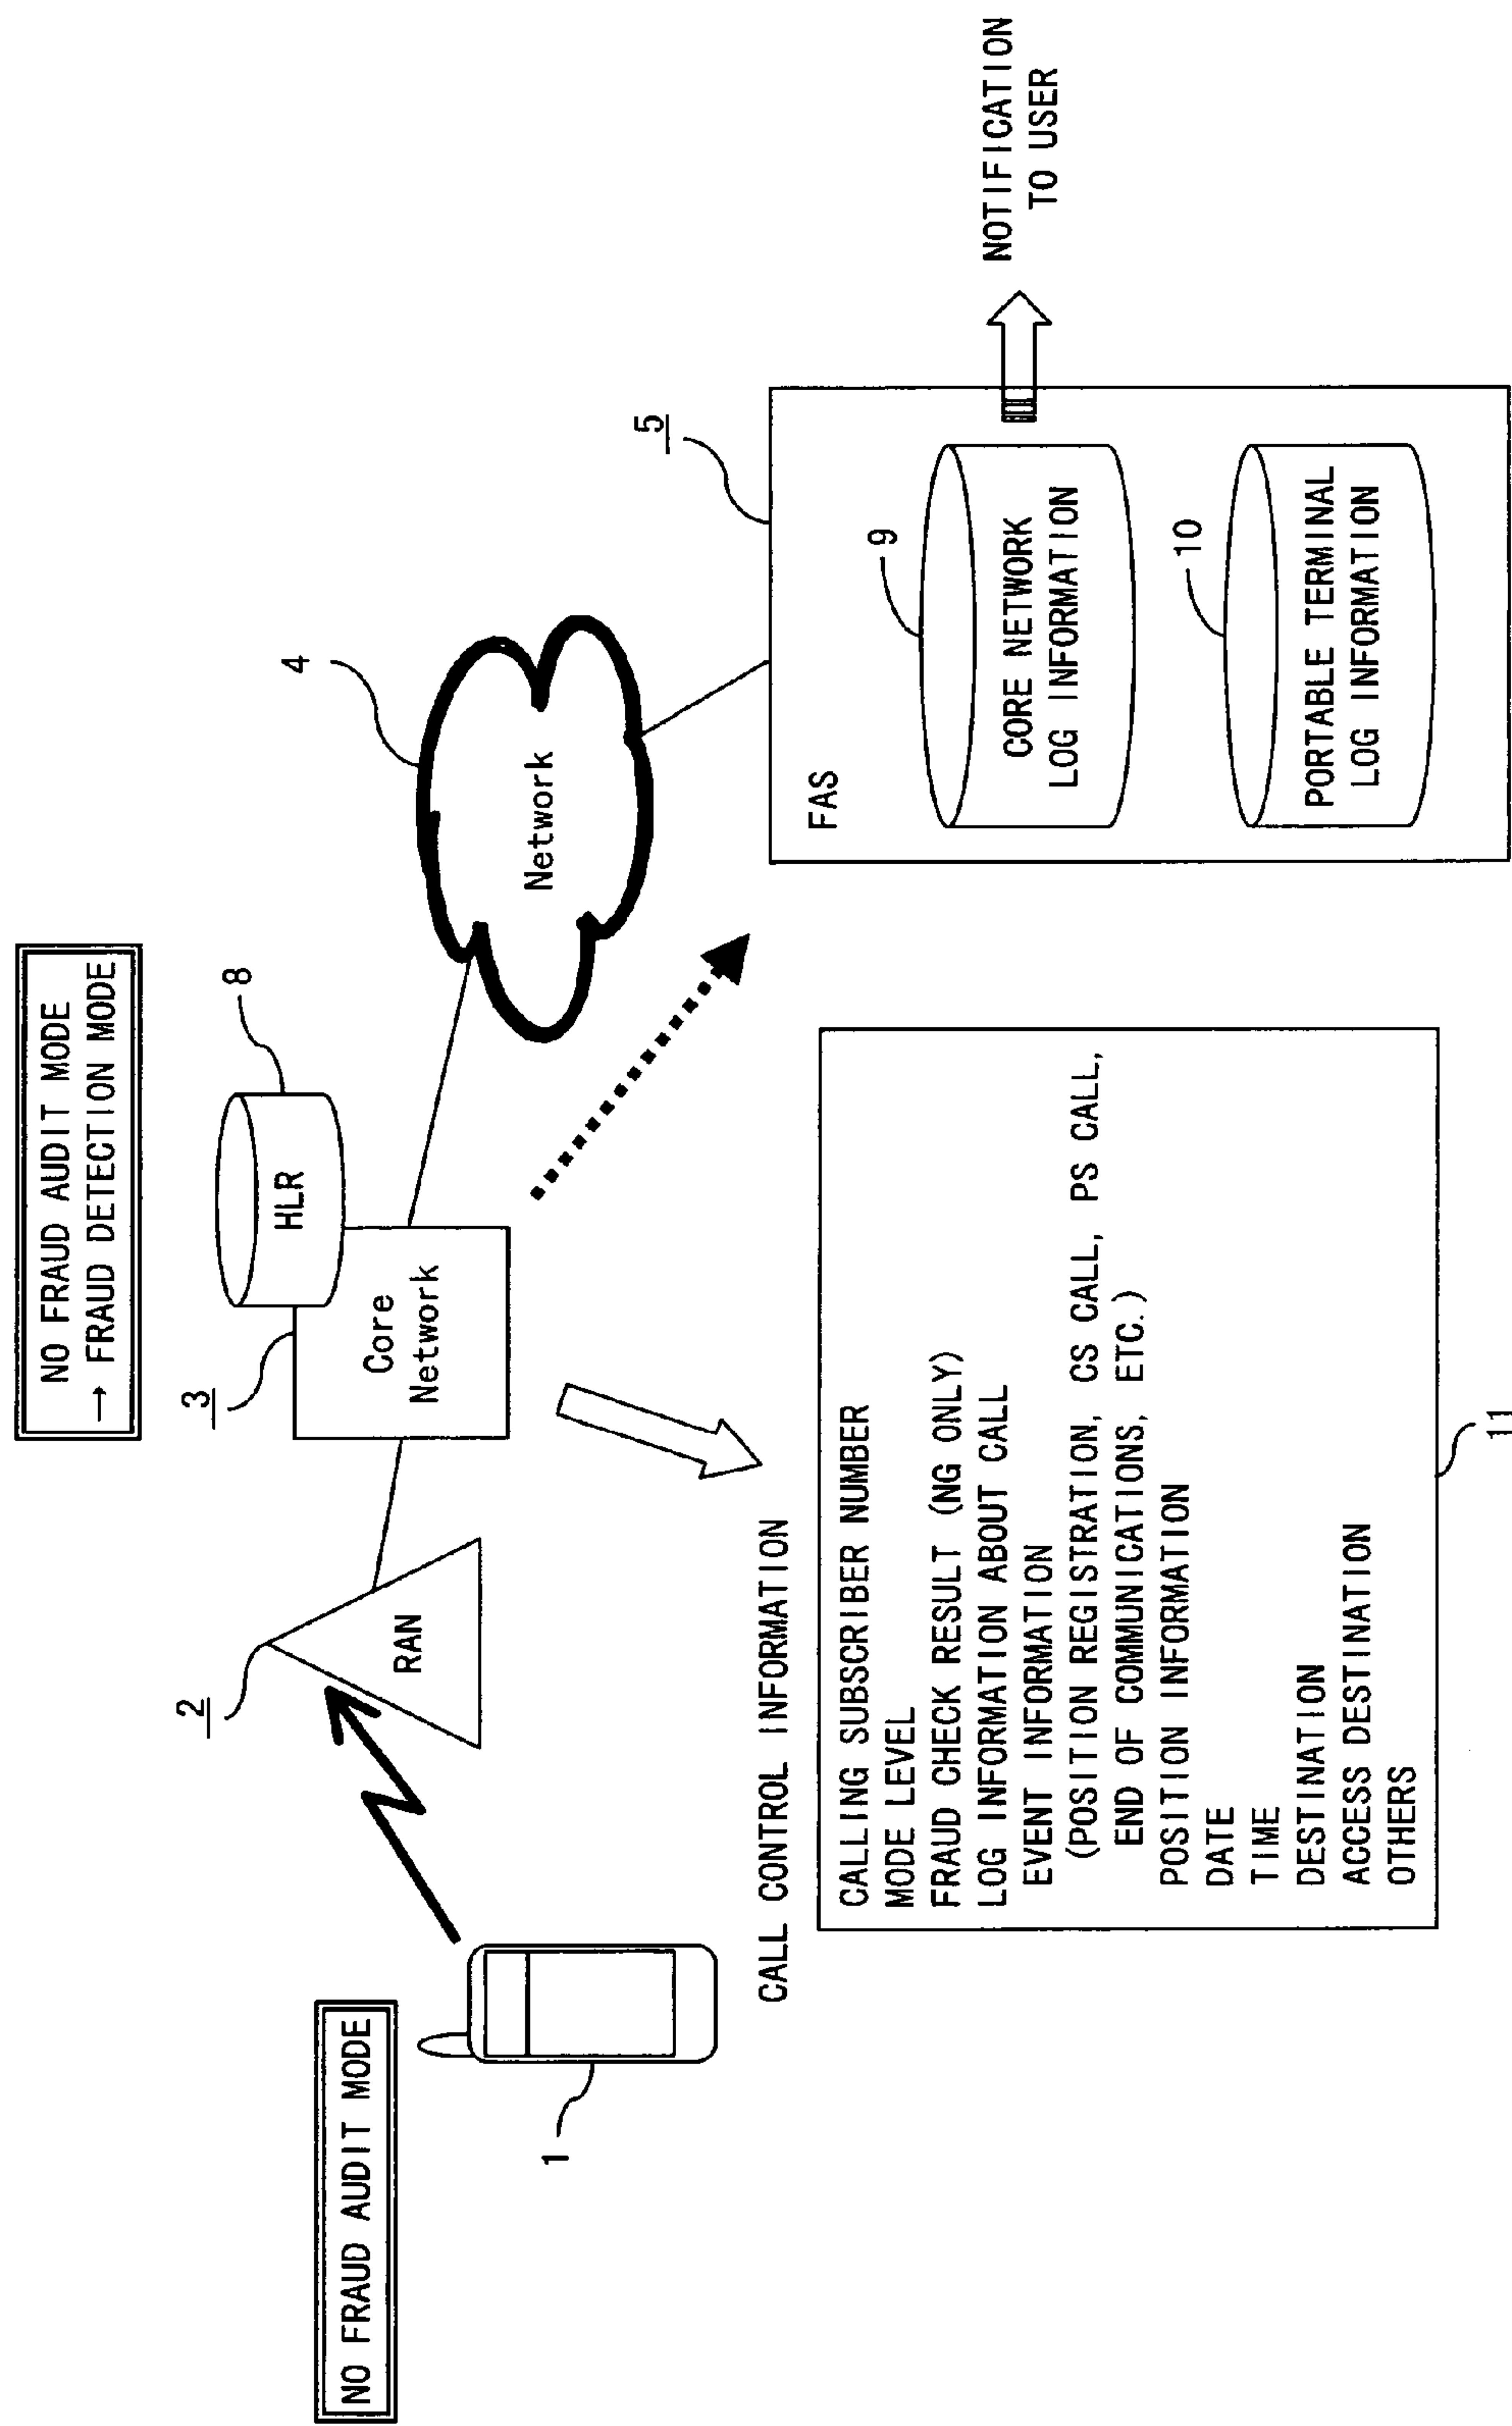 NO FRAUD AUDIT MODE
→ FRAUD DETECTION MODE
NO FRAUD AUDIT MODE
1
2
RAN
3
Core
Network
HLR
8
4
Network
5
FAS
9
CORE NETWORK
LOG INFORMATION
10
PORTABLE TERMINAL
LOG INFORMATION
NOTIFICATION
TO USER
CALL CONTROL INFORMATION
CALLING SUBSCRIBER NUMBER
MODE LEVEL
FRAUD CHECK RESULT (NG ONLY)
LOG INFORMATION ABOUT CALL
EVENT INFORMATION
(POSITION REGISTRATION, CS CALL, PS CALL,
END OF COMMUNICATIONS, ETC.)
POSITION INFORMATION
DATE
TIME
DESTINATION
ACCESS DESTINATION
OTHERS
11